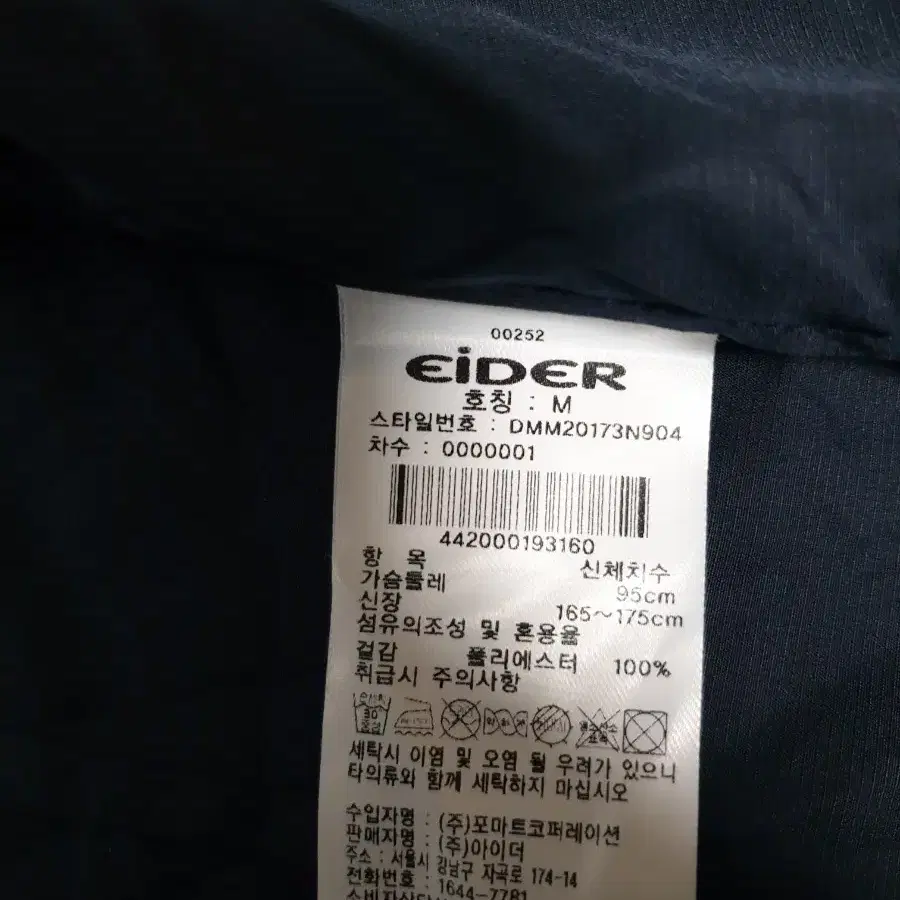 00252
EiDER
호칭 : M
스타일번호 : DMM20173N904
차수 : 0000001
442000193160
항 목 신체치수
가슴둘레 95cm
신장 165~175cm
섬유의조성 및 혼용율
겉감 폴리에스터 100%
취급시 주의사항
30
세탁시 이염 및 오염 될 우려가 있으니
타의류와 함께 세탁하지 마십시오
수입자명 : (주)포마트코퍼레이션
판매자명 : (주)아이더
주소 : 서울시 강남구 자곡로 174-14
전화번호 : 1644-7781